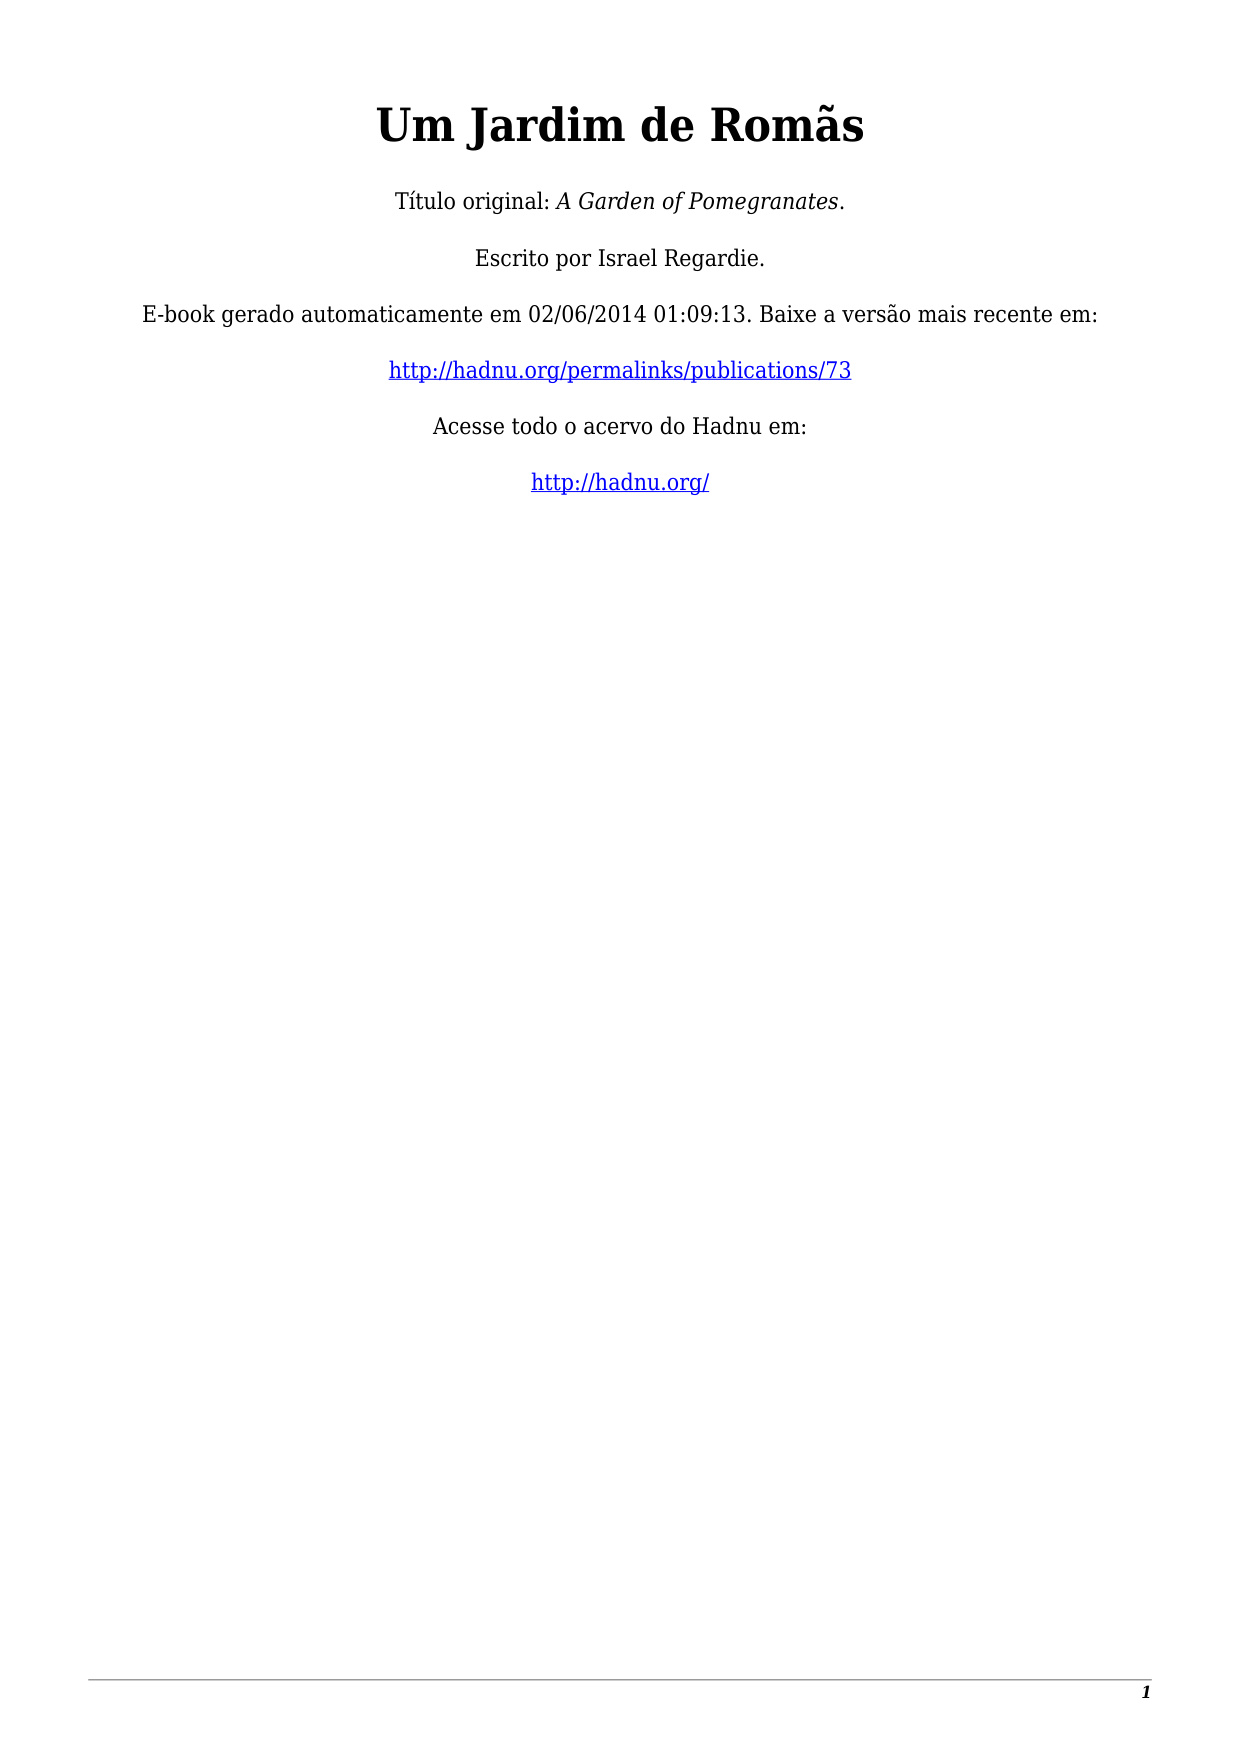 Um Jardim de Romãs
Título original: A Garden of Pomegranates.
Escrito por Israel Regardie.
E-book gerado automaticamente em 02/06/2014 01:09:13. Baixe a versão mais recente em:
http://hadnu.org/permalinks/publications/73
Acesse todo o acervo do Hadnu em:
http://hadnu.org/
1